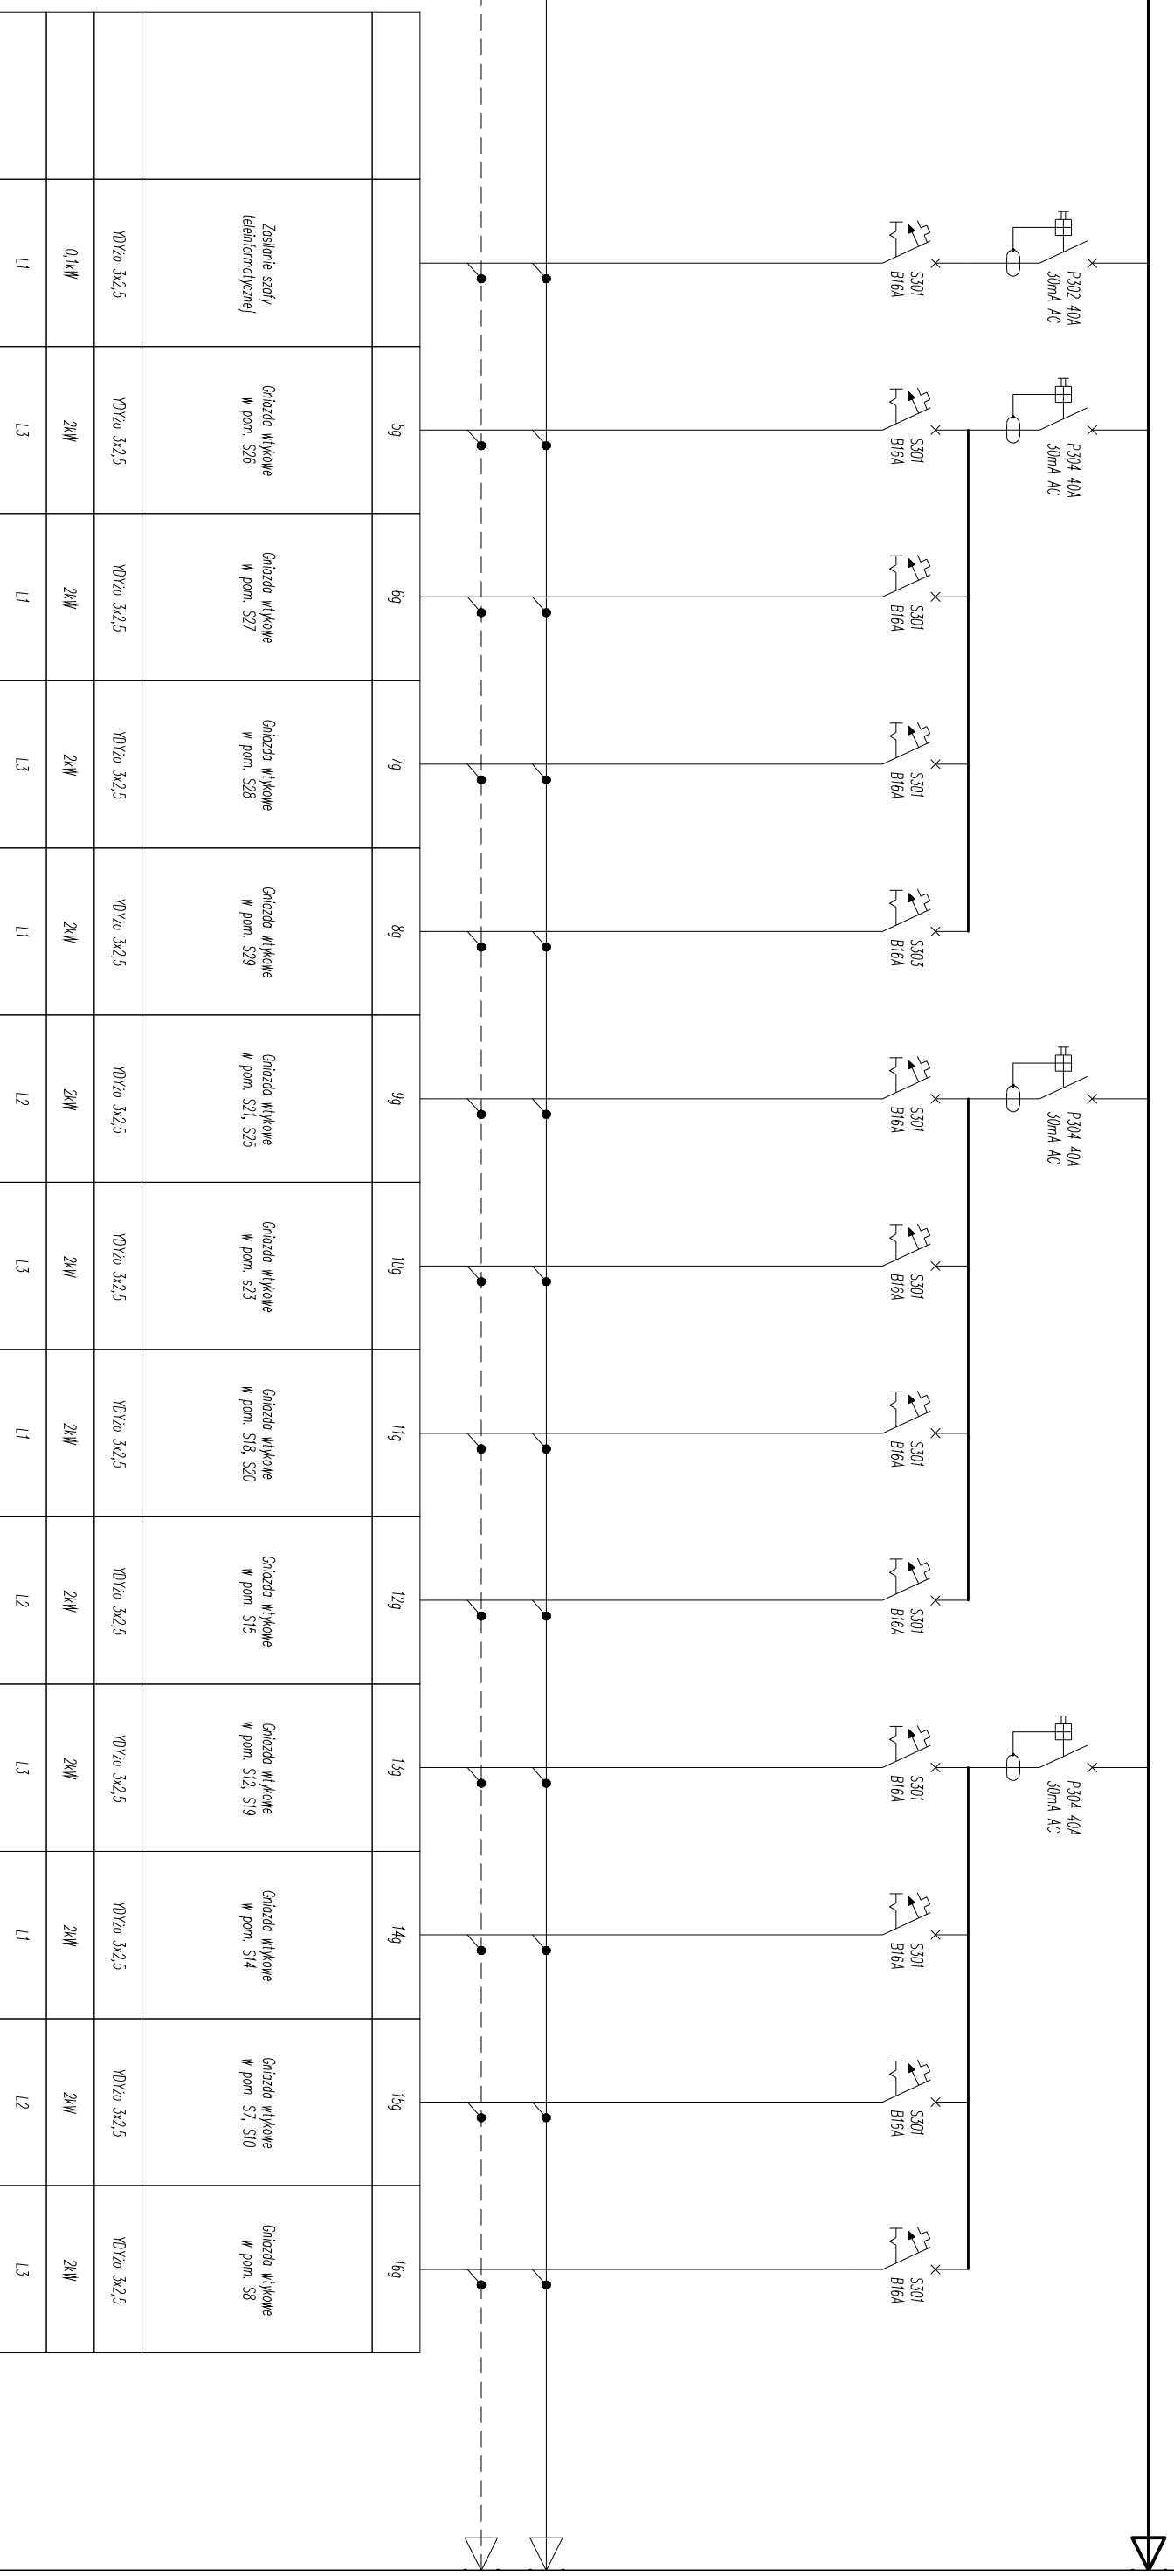 P302 40A
30mA AC
P304 40A
30mA AC
P304 40A
30mA AC
P304 40A
30mA AC
S301
B16A
S301
B16A
S301
B16A
S301
B16A
S303
B16A
S301
B16A
S301
B16A
S301
B16A
S301
B16A
S301
B16A
S301
B16A
S301
B16A
S301
B16A
5g
6g
7g
8g
9g
10g
11g
12g
13g
14g
15g
16g
Zasilanie szafy
teleinformatycznej
Gniazda wtykowe
w pom. S26
Gniazda wtykowe
w pom. S27
Gniazda wtykowe
w pom. S28
Gniazda wtykowe
w pom. S29
Gniazda wtykowe
w pom. S21, S25
Gniazda wtykowe
w pom. s23
Gniazda wtykowe
w pom. S18, S20
Gniazda wtykowe
w pom. S15
Gniazda wtykowe
w pom. S12, S19
Gniazda wtykowe
w pom. S14
Gniazda wtykowe
w pom. S7, S10
Gniazda wtykowe
w pom. S8
YDYżo 3x2,5
YDYżo 3x2,5
YDYżo 3x2,5
YDYżo 3x2,5
YDYżo 3x2,5
YDYżo 3x2,5
YDYżo 3x2,5
YDYżo 3x2,5
YDYżo 3x2,5
YDYżo 3x2,5
YDYżo 3x2,5
YDYżo 3x2,5
YDYżo 3x2,5
0,1kW
2kW
2kW
2kW
2kW
2kW
2kW
2kW
2kW
2kW
2kW
2kW
2kW
L1
L3
L1
L3
L1
L2
L3
L1
L2
L3
L1
L2
L3